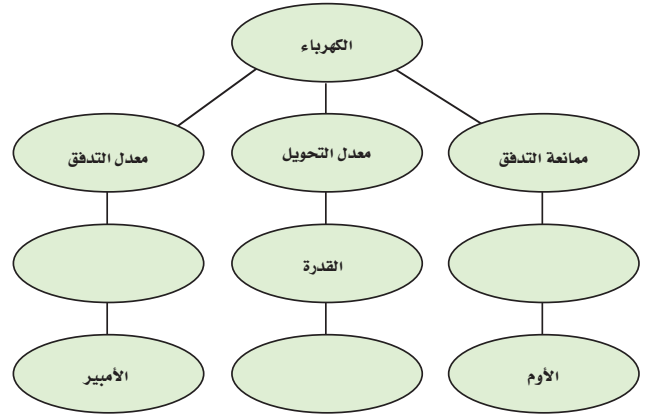 الكهرباء
ممانعة التدفق
معدل التحويل
معدل التدفق
القدرة
الأوم
الأمبير